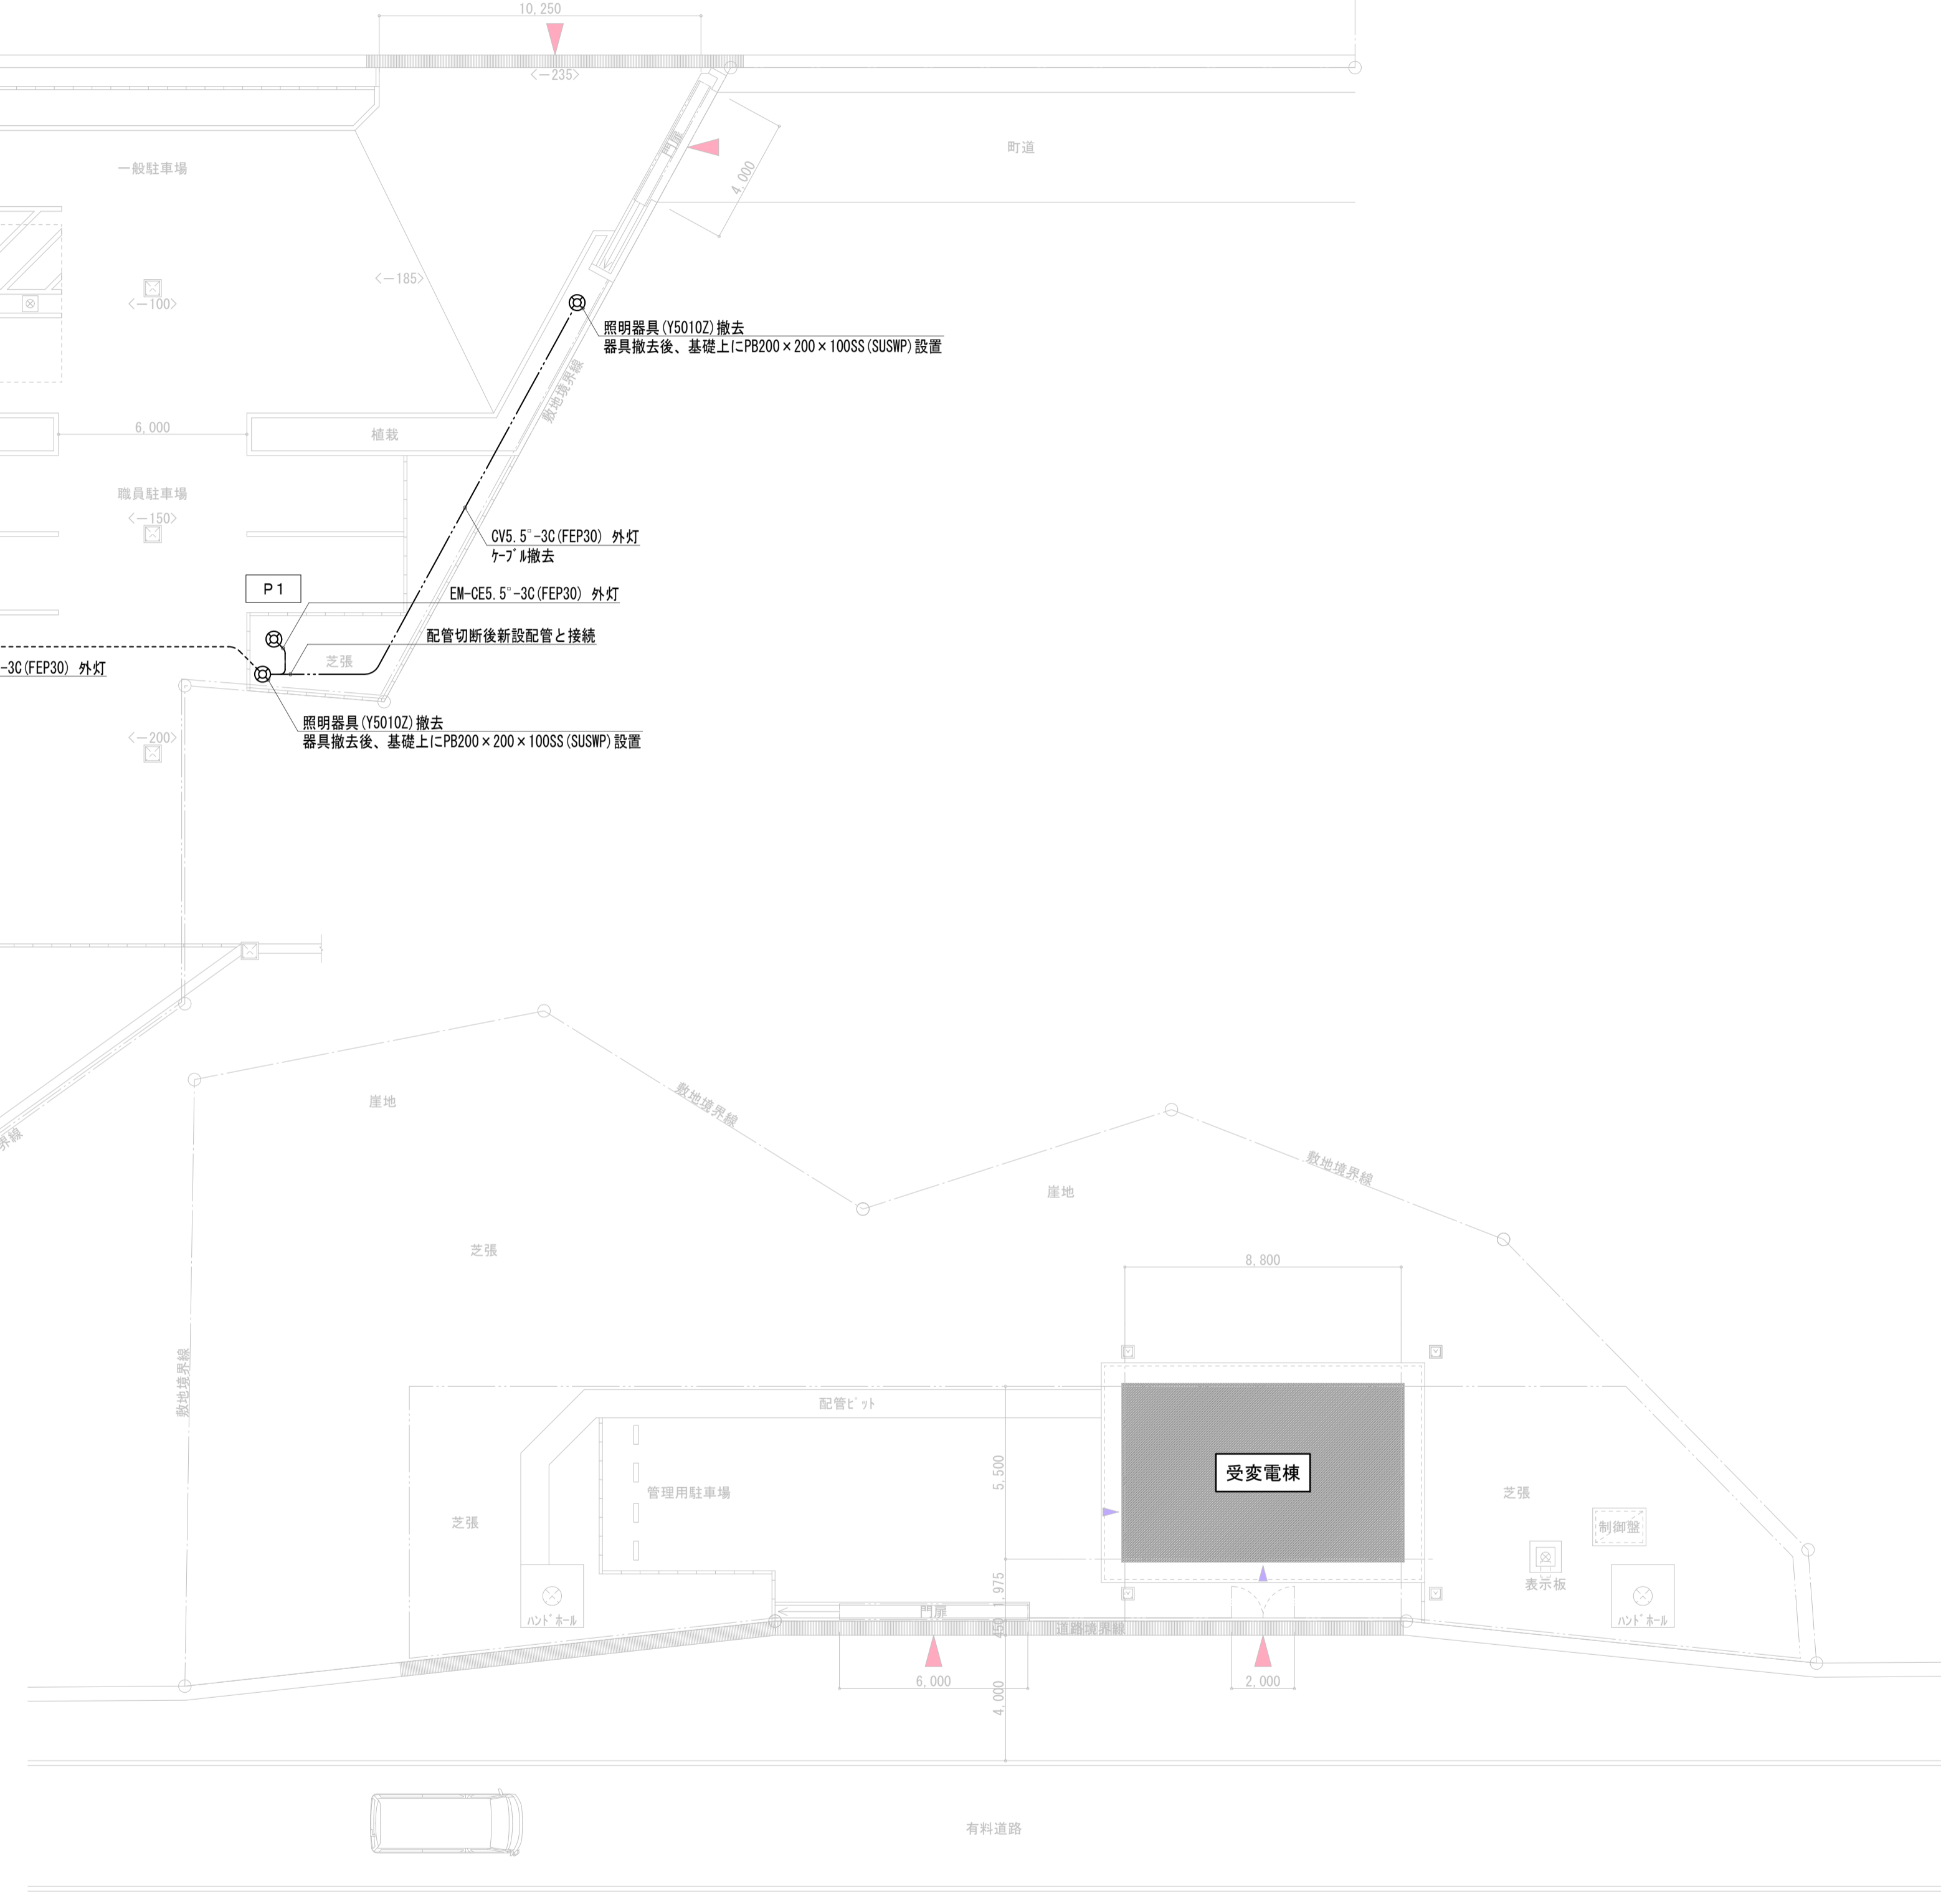 10,250
<-235>
門扉
4,000
町道
一般駐車場
<-100>
<-185>
照明器具(Y5010Z)撤去
器具撤去後、基礎上にPB200×200×100SS(SUSWP)設置
敷地境界線
6,000
植栽
職員駐車場
<-150>
CV5.5°-3C(FEP30) 外灯
ｹｰﾌﾞﾙ撤去
P1
EM-CE5.5°-3C(FEP30) 外灯
配管切断後新設配管と接続
芝張
-3C(FEP30) 外灯
照明器具(Y5010Z)撤去
器具撤去後、基礎上にPB200×200×100SS(SUSWP)設置
<-200>
界線
崖地
敷地境界線
崖地
敷地境界線
芝張
8,800
敷地境界線
配管ﾋﾟｯﾄ
5,500
受変電棟
管理用駐車場
芝張
芝張
制御盤
表示板
1,975
ﾊﾝﾄﾞﾎｰﾙ
門扉
450
道路境界線
ﾊﾝﾄﾞﾎｰﾙ
6,000
4,000
2,000
有料道路